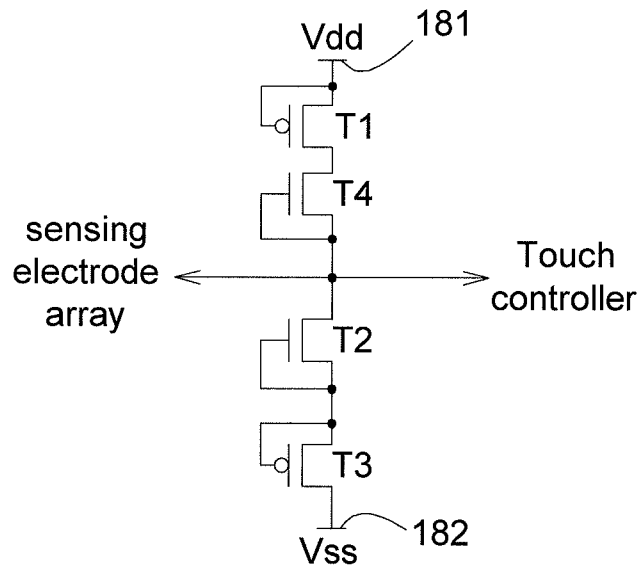 181
Vdd
T1
T4
sensing
electrode
array
Touch
controller
T2
T3
182
Vss